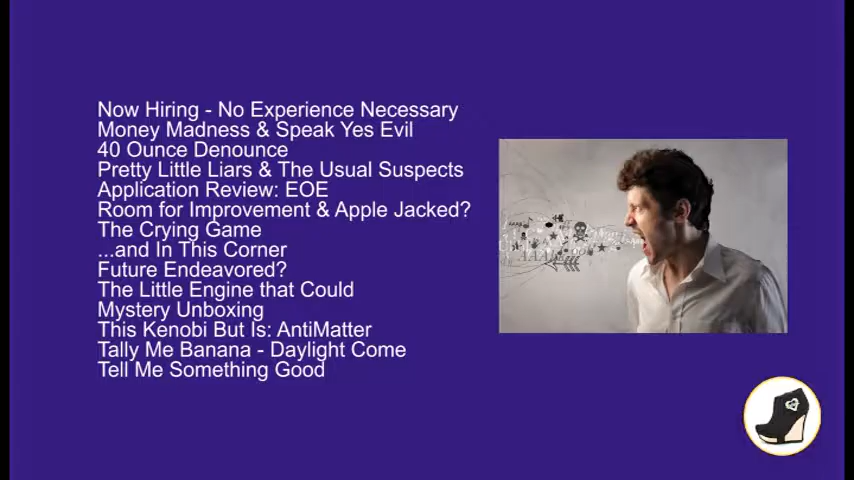 Now Hiring - No Experience Necessary
Money Madness & Speak Yes Evil
40 Ounce Denounce
Pretty Little Liars & The Usual Suspects
Application Review: EOE
Room for Improvement & Apple Jacked?
The Crying Game
...and In This Corner
Future Endeavored?
The Little Engine that Could
Mystery Unboxing
This Kenobi But Is: AntiMatter
Tally Me Banana - Daylight Come
Tell Me Something Good